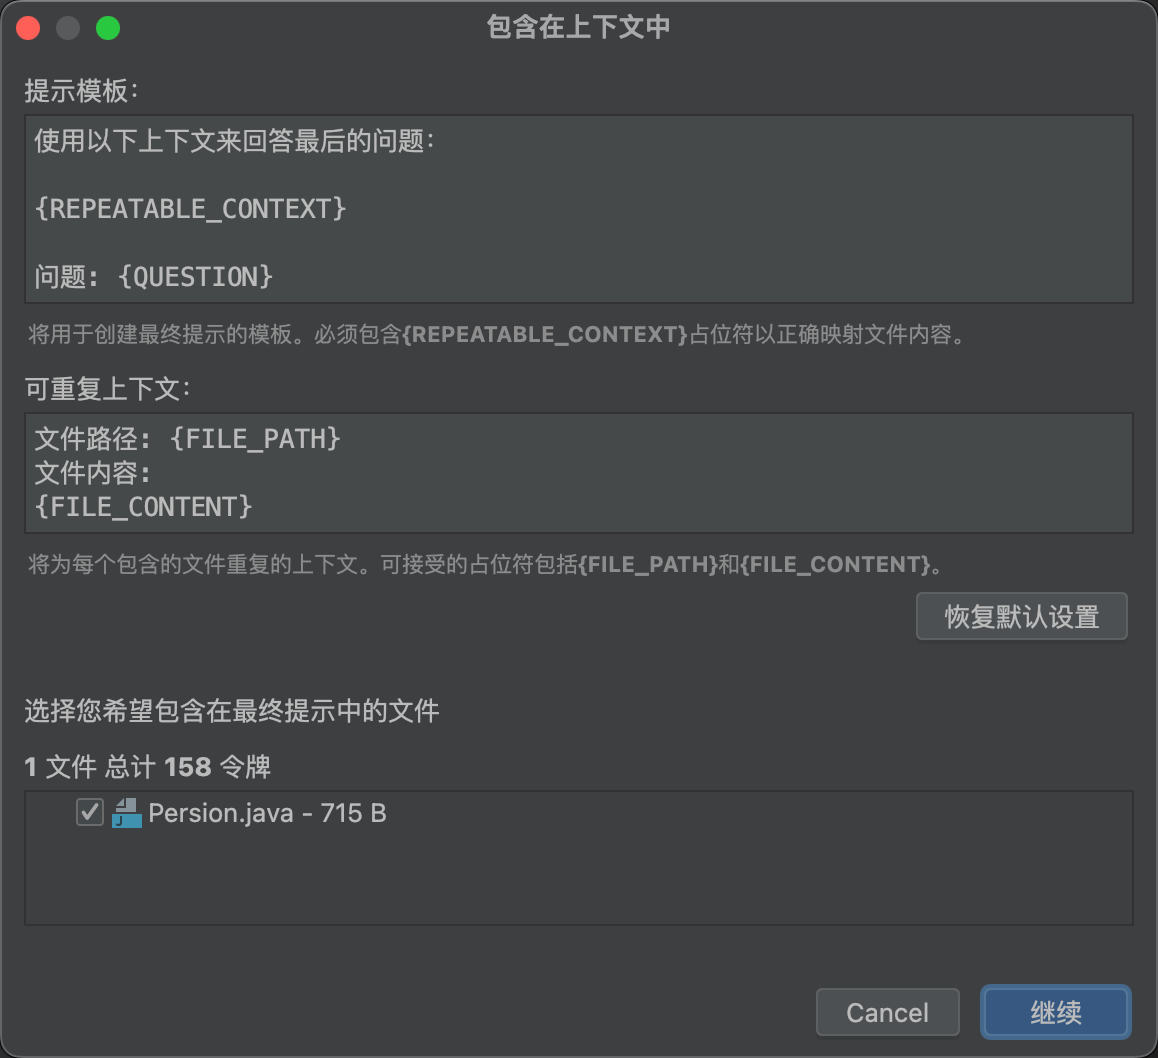 包含在上下文中
提示模板：
使用以下上下文来回答最后的问题：
{REPEATABLE_CONTEXT}
问题：{QUESTION}
将用于创建最终提示的模板。必须包含{REPEATABLE_CONTEXT}占位符以正确映射文件内容。
可重复上下文：
文件路径：{FILE_PATH}
文件内容：
{FILE_CONTENT}
将为每个包含的文件重复的上下文。可接受的占位符包括{FILE_PATH}和{FILE_CONTENT}。
恢复默认设置
选择您希望包含在最终提示中的文件
1 文件 总计 158 令牌
Persion.java - 715 B
Cancel
继续